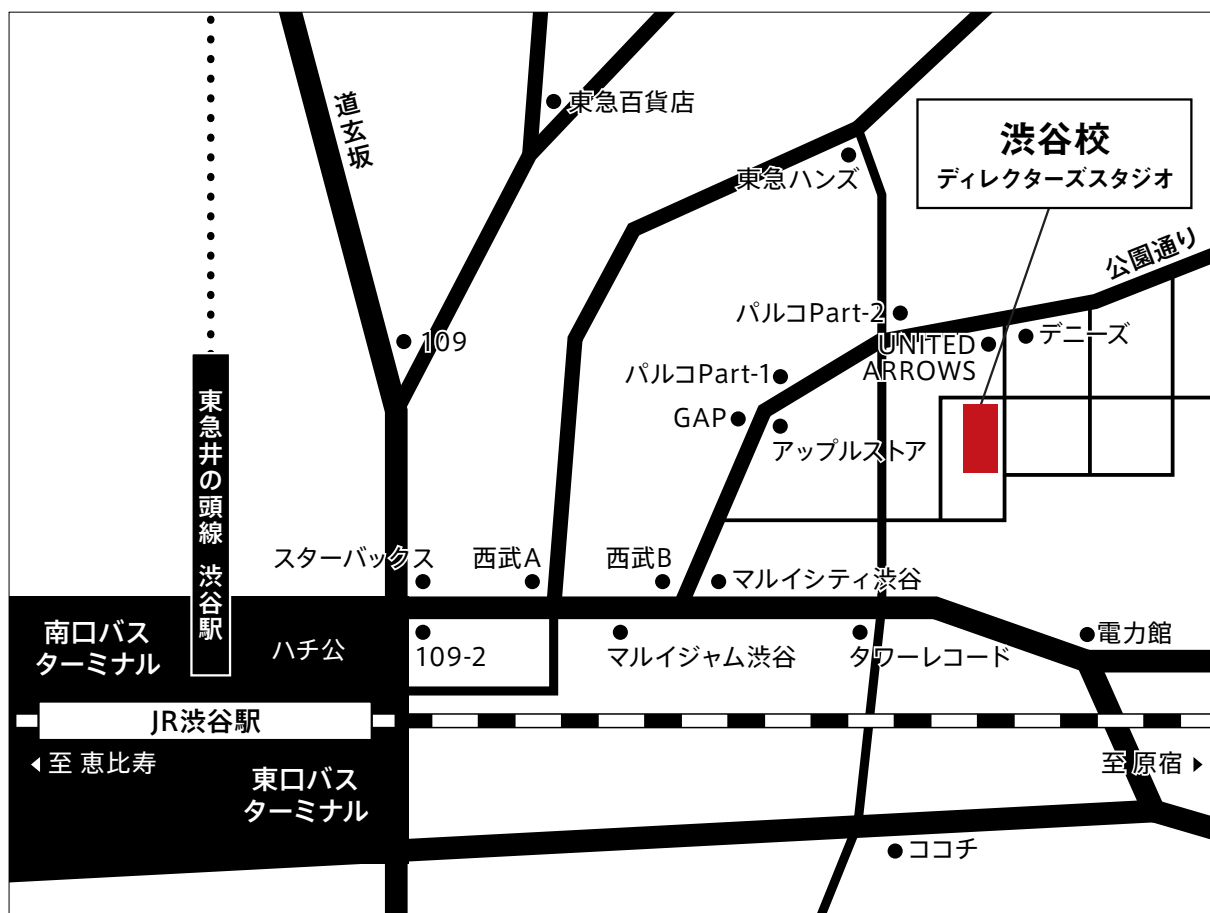 道玄坂
東急百貨店
東急ハンズ
渋谷校
ディレクターズスタジオ
公園通り
パルコPart-2
UNITED
ARROWS
デニーズ
109
パルコPart-1
GAP
アップルストア
東急井の頭線 渋谷駅
スターバックス
西武A
西武B
マルイシティ渋谷
南口バス
ターミナル
ハチ公
109-2
マルイジャム渋谷
タワーレコード
電力館
JR渋谷駅
至 恵比寿
至 原宿
東口バス
ターミナル
ココチ